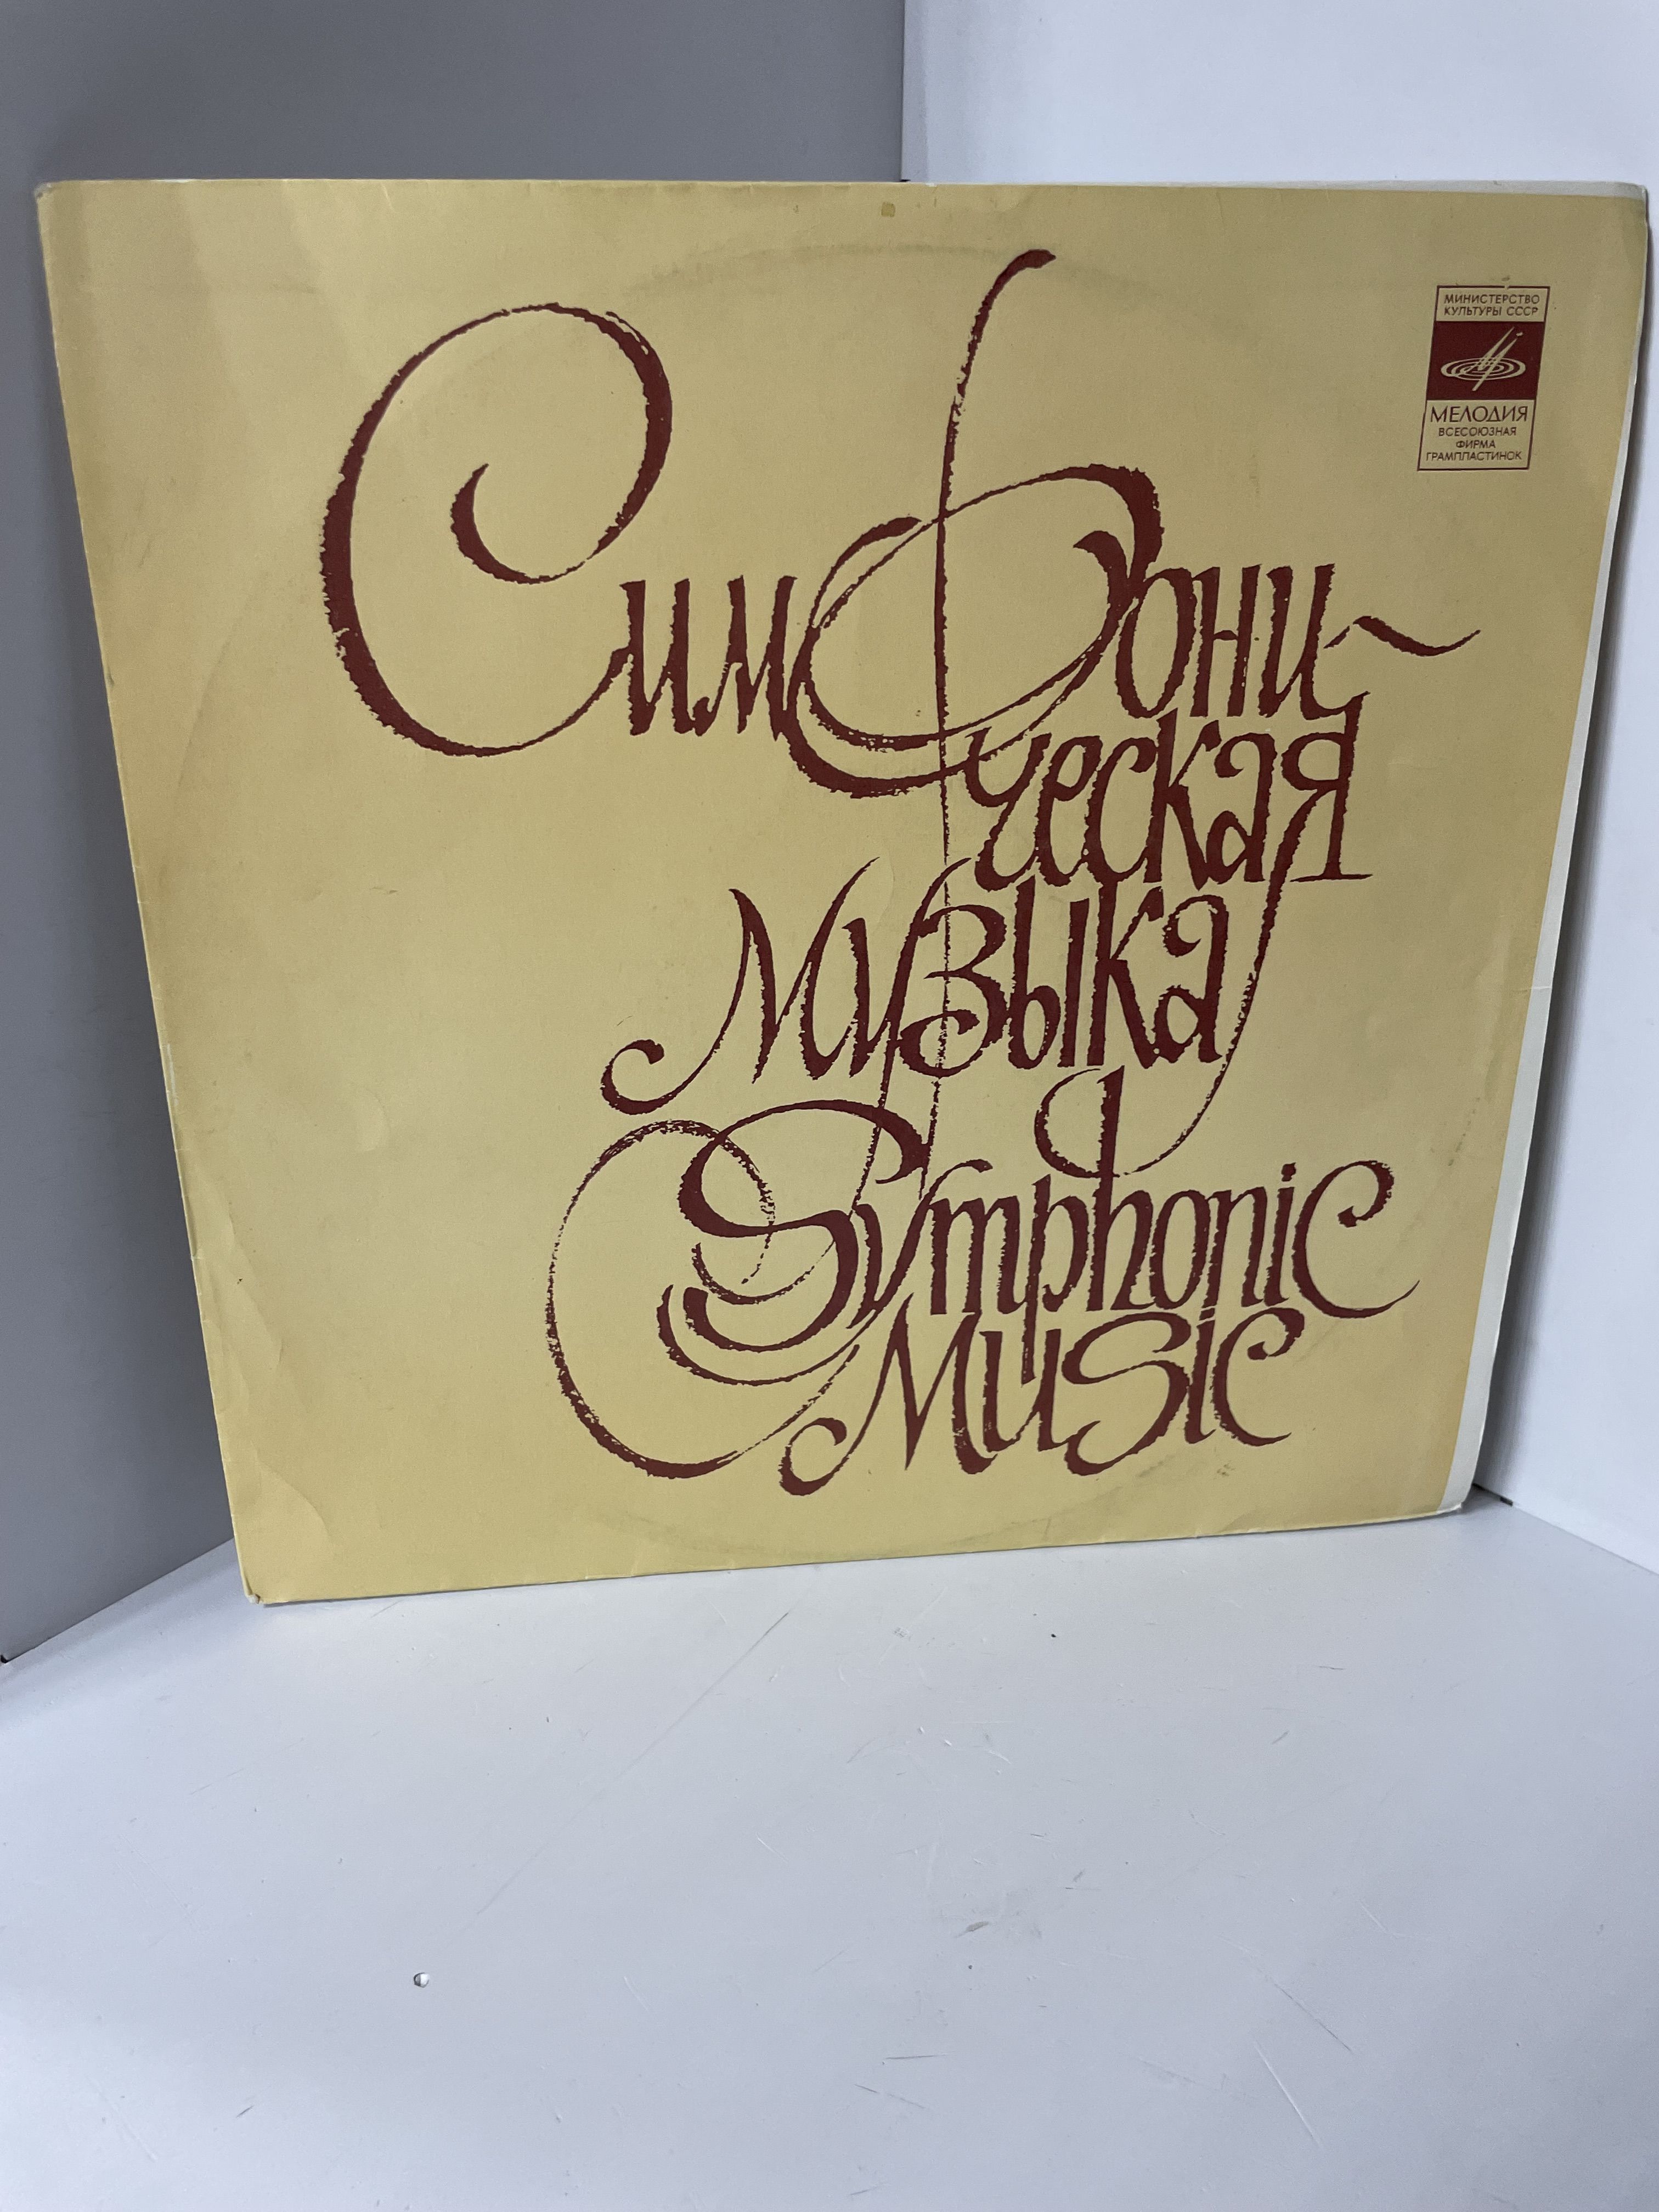 МИНИСТЕРСТВО
КУЛЬТУРЫ СССР
МЕЛОДИЯ
ВСЕСОЮЗНАЯ
ФИРМА
ГРАМПЛАСТИНОК
Симфони-
ческая
Музыка
Symphonic
Music